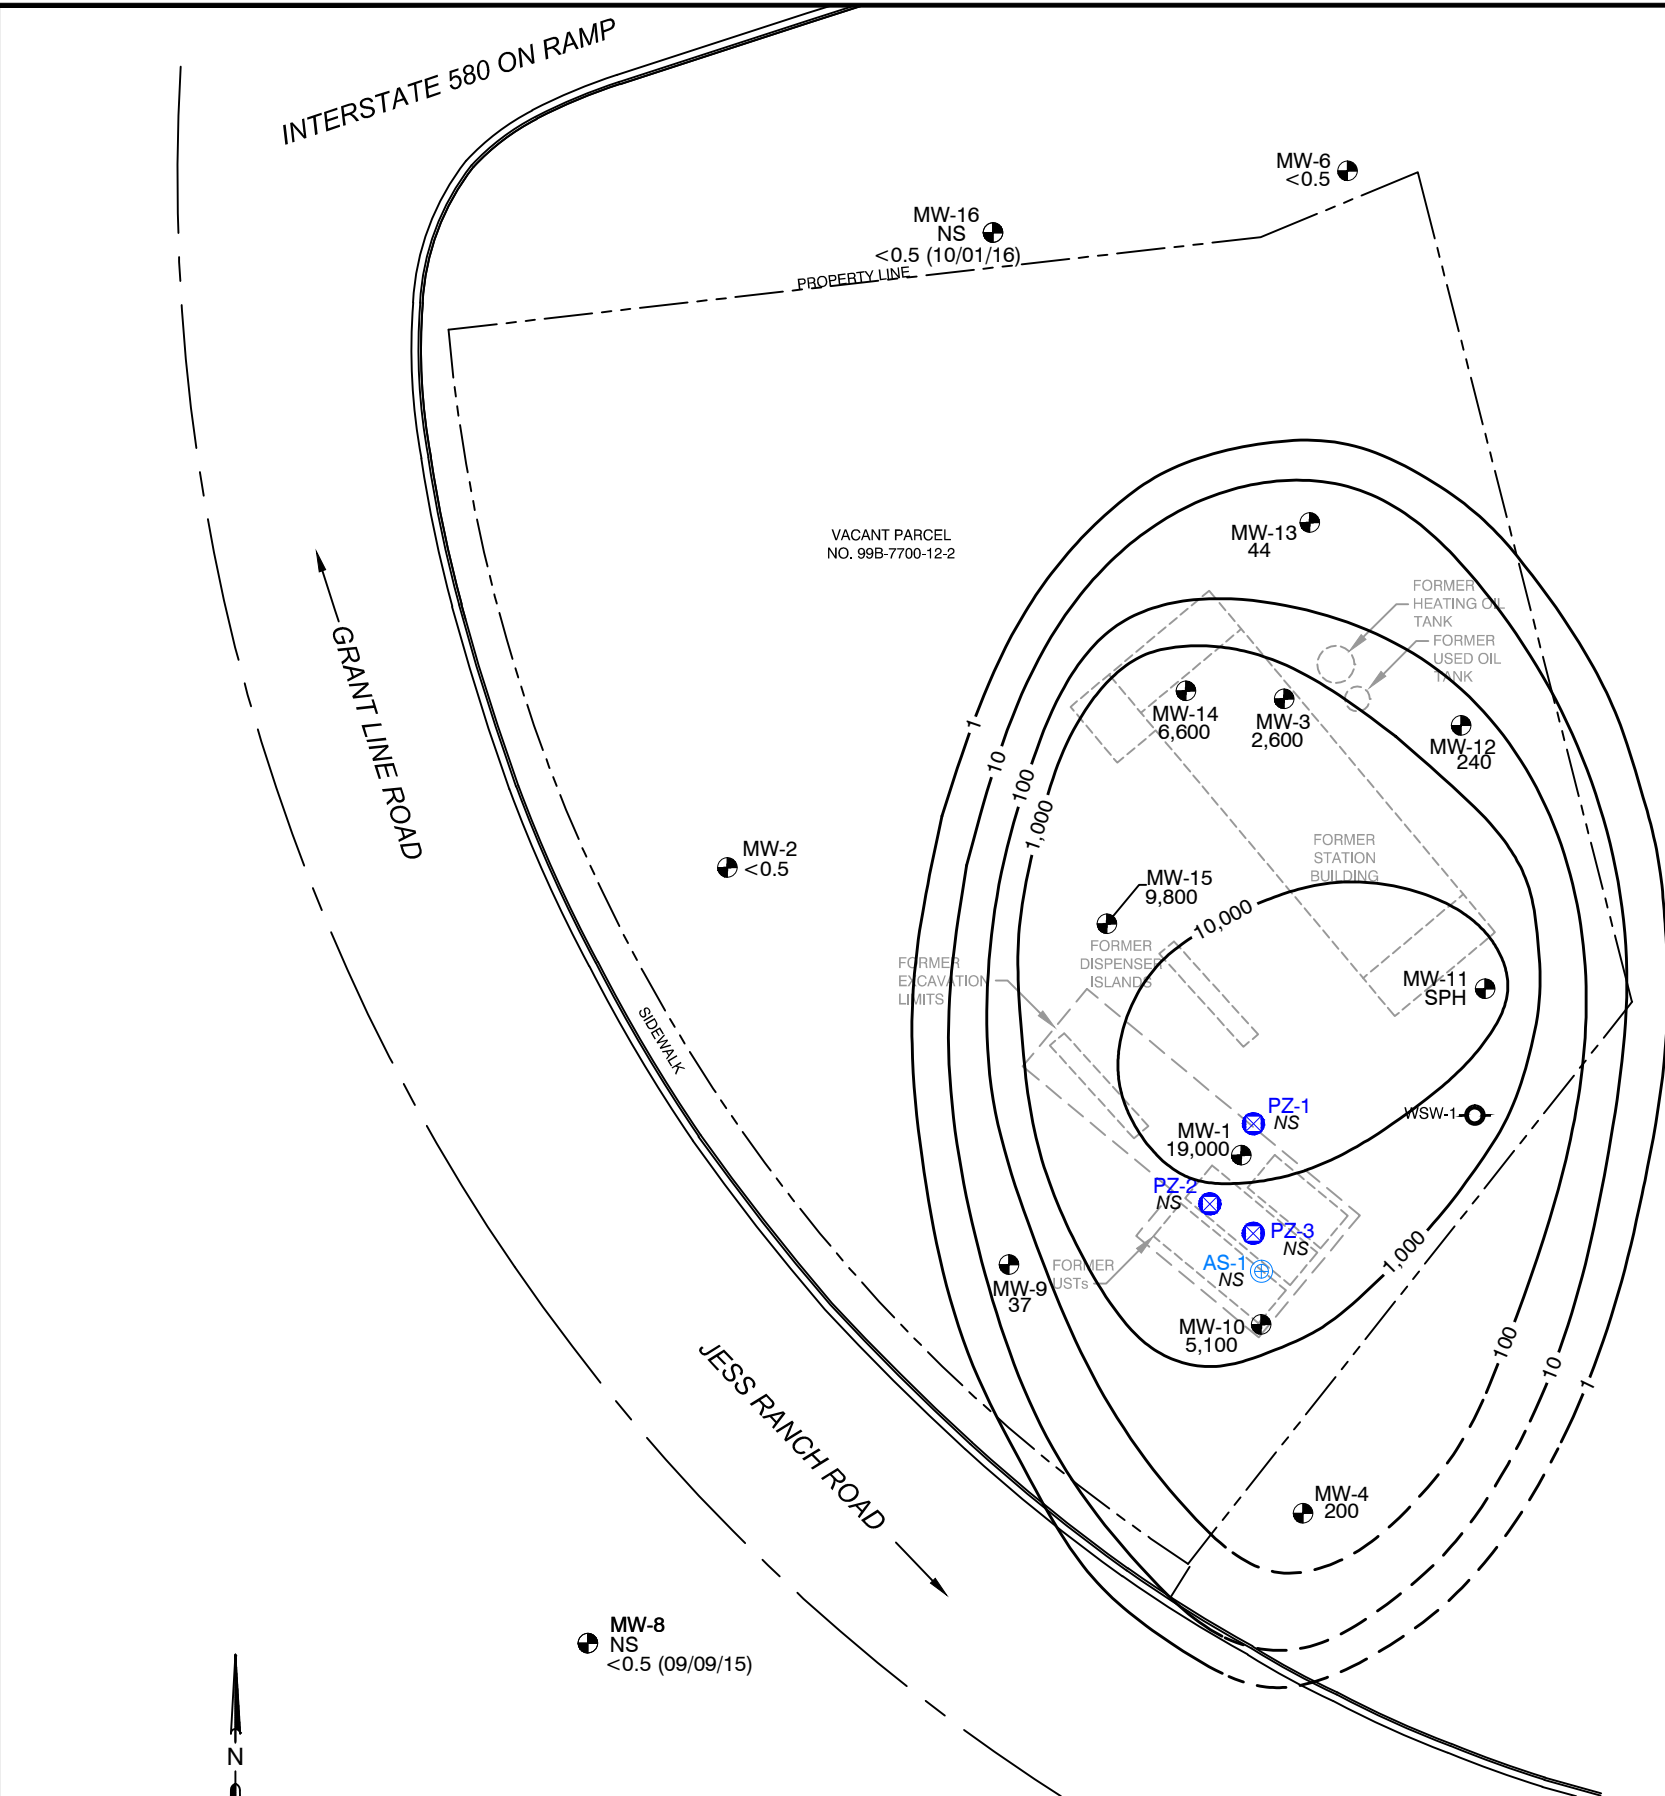 INTERSTATE 580 ON RAMP
MW-6
<0.5
MW-16
NS
<0.5 (10/01/16)
PROPERTY LINE
VACANT PARCEL
NO. 99B-7700-12-2
MW-13
44
FORMER
HEATING OIL
TANK
FORMER
USED OIL
TANK
GRANT LINE ROAD
1
10
100
1,000
MW-14
6,600
MW-3
2,600
MW-12
240
FORMER
STATION
BUILDING
MW-2
<0.5
MW-15
9,800
10,000
FORMER
DISPENSER
ISLANDS
FORMER
EXCAVATION
LIMITS
MW-11
SPH
SIDEWALK
PZ-1
NS
WSW-1
MW-1
19,000
PZ-2
NS
PZ-3
NS
AS-1
NS
FORMER
USTs
MW-9
37
MW-10
5,100
1,000
100
10
1
JESS RANCH ROAD
MW-4
200
MW-8
NS
<0.5 (09/09/15)
N